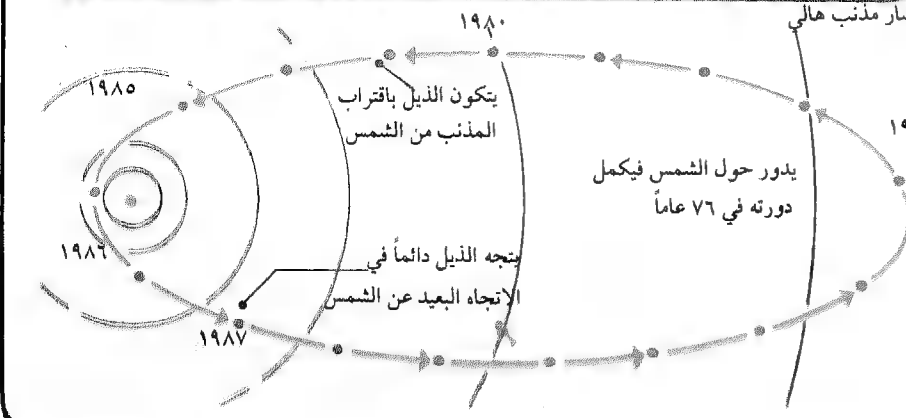 مذنب هالي
١٩٨٠
١٩٨٥
يتكون الذيل باقتراب
المذنب من الشمس
يدور حول الشمس فيكمل
دورته في ٧٦ عاماً
١٩٨٦
يتجه الذيل دائماً في
الاتجاه البعيد عن الشمس
١٩٨٧